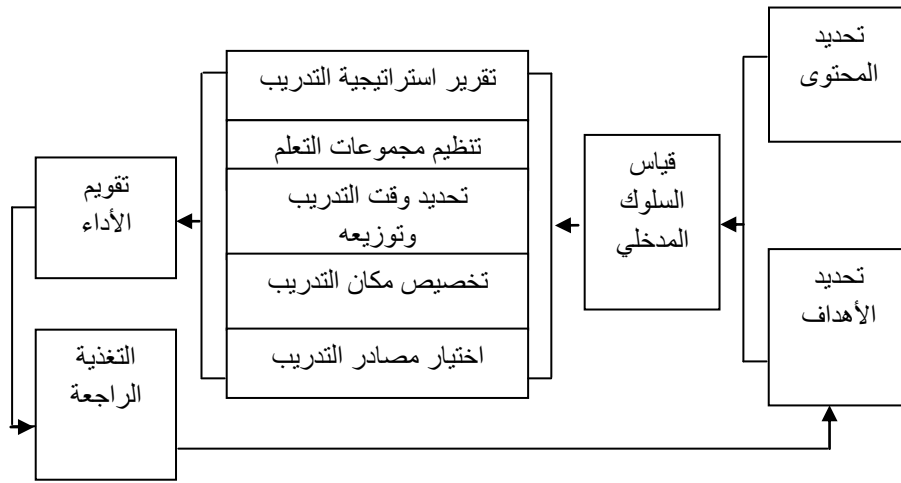 تحديد
المحتوى
تحديد
الأهداف
قياس
السلوك
المدخلي
تقرير استراتيجية التدريب
تنظيم مجموعات التعلم
تحديد وقت التدريب
وتوزيعه
تخصيص مكان التدريب
اختيار مصادر التدريب
تقويم
الأداء
التغذية
الراجعة